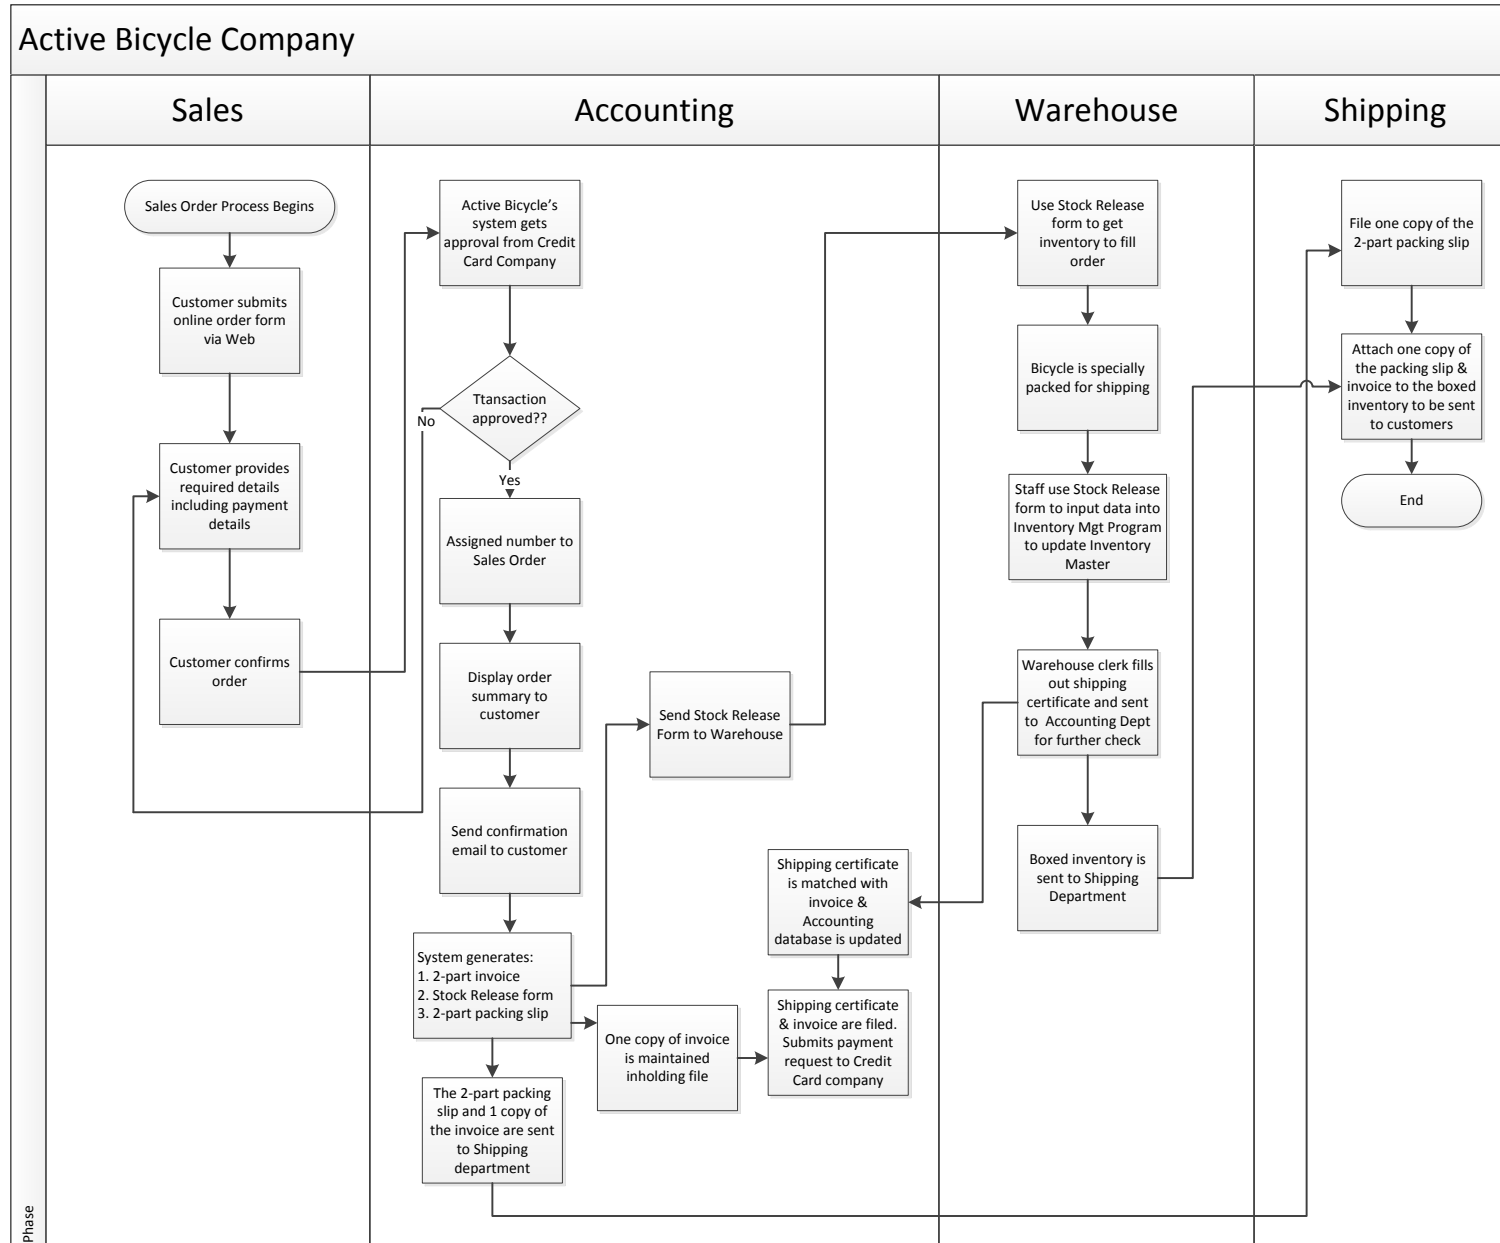 Active Bicycle Company
Sales
Accounting
Warehouse
Shipping
Phase
Sales Order Process Begins
Customer submits
online order form
via Web
Customer provides
required details
including payment
details
Customer confirms
order
Active Bicycle's
system gets
approval from Credit
Card Company
Ttansaction
approved??
No
Yes
Assigned number to
Sales Order
Display order
summary to
customer
Send confirmation
email to customer
System generates:
1. 2-part invoice
2. Stock Release form
3. 2-part packing slip
The 2-part packing
slip and 1 copy of
the invoice are sent
to Shipping
department
Send Stock Release
Form to Warehouse
One copy of invoice
is maintained
inholding file
Shipping certificate
is matched with
invoice &
Accounting
database is updated
Shipping certificate
& invoice are filed.
Submits payment
request to Credit
Card company
Use Stock Release
form to get
inventory to fill
order
Bicycle is specially
packed for shipping
Staff use Stock Release
form to input data into
Inventory Mgt Program
to update Inventory
Master
Warehouse clerk fills
out shipping
certificate and sent
to Accounting Dept
for further check
Boxed inventory is
sent to Shipping
Department
File one copy of the
2-part packing slip
Attach one copy of
the packing slip &
invoice to the boxed
inventory to be sent
to customers
End